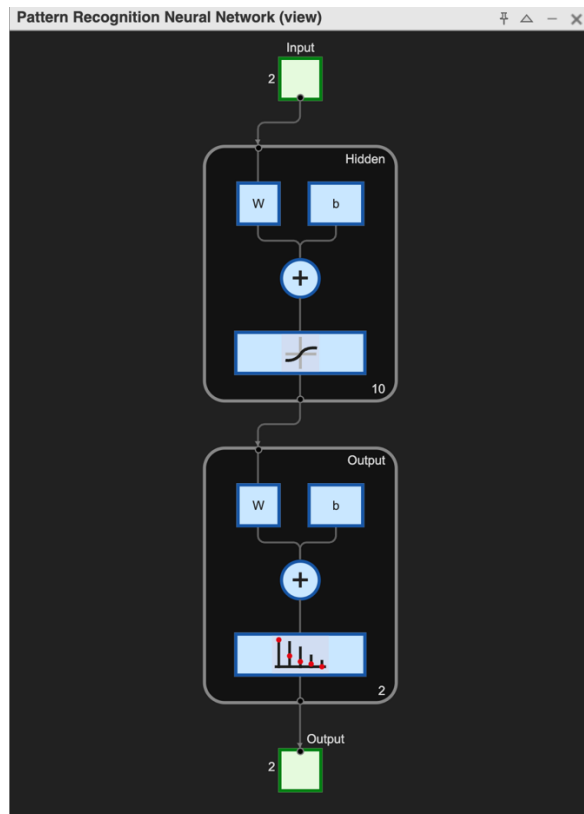 Pattern Recognition Neural Network (view)
Input
2
Hidden
W
b
+
10
Output
W
b
+
2
Output
2